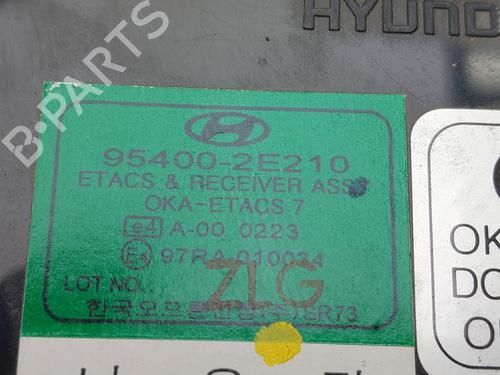 HYUND
B-PARTS
95400-2E210
ETACS & RECEIVER ASSY
OKA-ETACS 7
e4 A-00 0223
E4 97RA 010034
LOT NO. ZLG
SR73
OK
DO